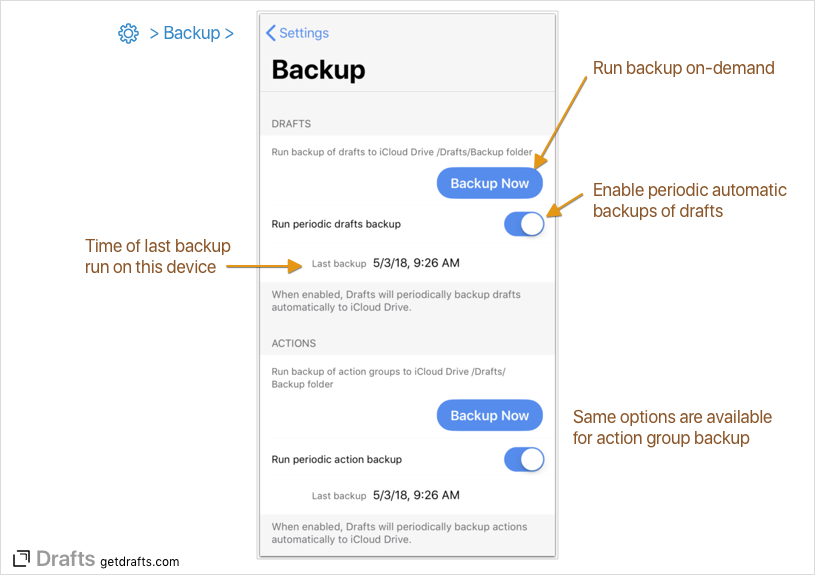 > Backup >
Settings
Backup
Run backup on-demand
DRAFTS
Run backup of drafts to iCloud Drive /Drafts/Backup folder
Backup Now
Enable periodic automatic
backups of drafts
Run periodic drafts backup
Time of last backup
run on this device
Last backup 5/3/18, 9:26 AM
When enabled, Drafts will periodically backup drafts
automatically to iCloud Drive.
ACTIONS
Run backup of action groups to iCloud Drive /Drafts/
Backup folder
Backup Now
Same options are available
for action group backup
Run periodic action backup
Last backup 5/3/18, 9:26 AM
When enabled, Drafts will periodically backup actions
automatically to iCloud Drive.
Drafts getdrafts.com